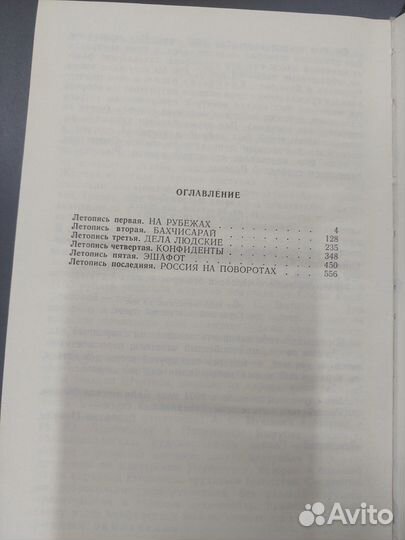 ОГЛАВЛЕНИЕ
Летопись первая. НА РУБЕЖАХ . . . . . . . . . . 4
Летопись вторая. БАХЧИСАРАЙ . . . . . . . . . . 128
Летопись третья. ДЕЛА ЛЮДСКИЕ . . . . . . . . . 235
Летопись четвертая. КОНФИДЕНТЫ . . . . . . . . . 348
Летопись пятая. ЭШАФОТ . . . . . . . . . . . . 450
Летопись последняя. РОССИЯ НА ПОВОРОТАХ . . . . 556
Avito